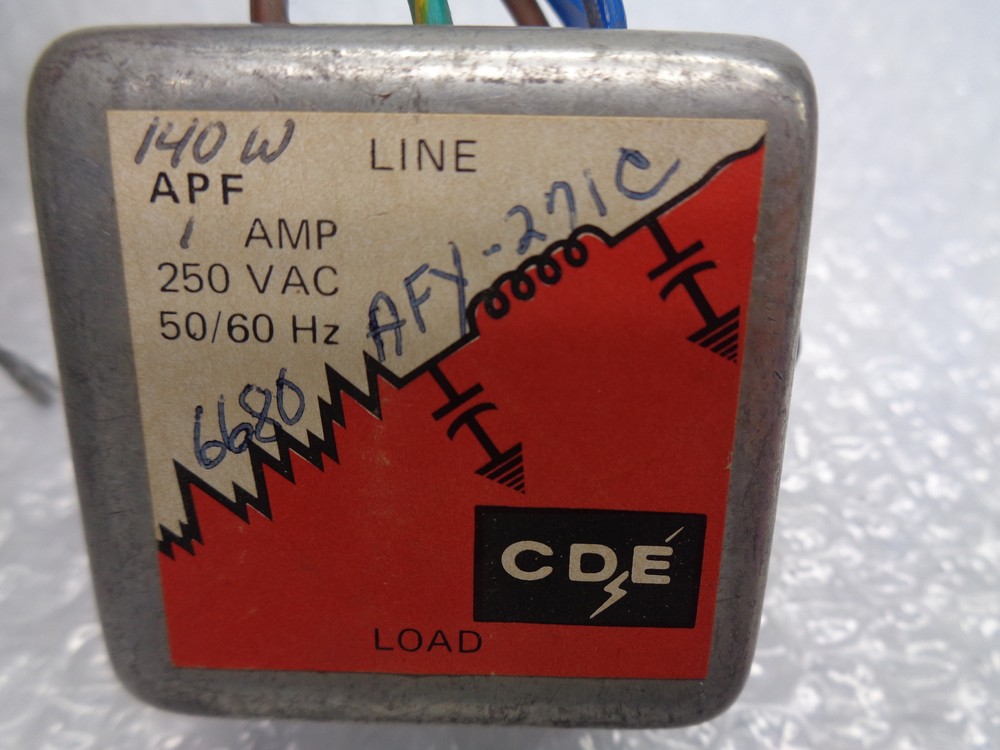 140 W
LINE
APF
1 AMP
250 VAC
50/60 Hz
AFY-271C
6680
CDE
LOAD